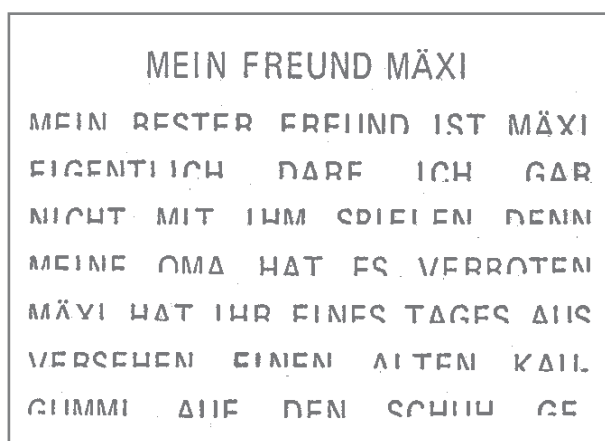 MEIN FREUND MÄXI
MEIN BESTER FREUND IST MÄXI
EIGENTLICH DARF ICH GAR
NICHT MIT IHM SPIELEN DENN
MEINE OMA HAT ES VERBOTEN
MÄXI HAT IHR EINES TAGES AUS
VERSEHEN EINEN ALTEN KAU-
GUMMI AUF DEN SCHUH GE